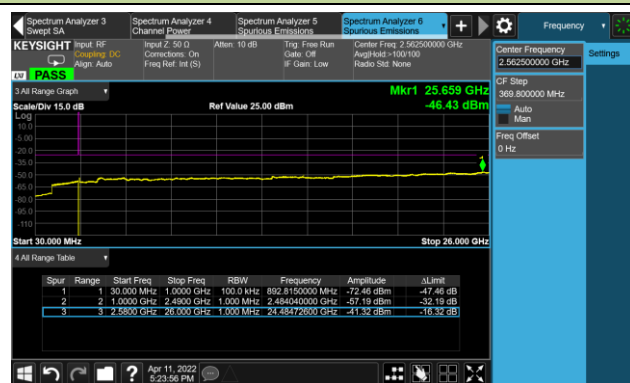 Spectrum Analyzer 3
Swept SA
Spectrum Analyzer 4
Channel Power
Spectrum Analyzer 5
Spurious Emissions
Spectrum Analyzer 6
Spurious Emissions
Frequency
KEYSIGHT
Input: RF
Coupling: DC
Align: Auto
Input Z: 50 Ω
Corrections: On
Freq Ref: Int (S)
Atten: 10 dB
Trig: Free Run
Gate: Off
IF Gain: Low
Center Freq: 2.562500000 GHz
Avg|Hold:>100/100
Radio Std: None
LXI PASS
Center Frequency
2.562500000 GHz
Settings
CF Step
369.800000 MHz
Auto
Man
Freq Offset
0 Hz
3 All Range Graph
Mkr1 25.659 GHz
Scale/Div 15.0 dB
Ref Value 25.00 dBm
-46.43 dBm
Log
10.0
-5.00
-20.0
-35.0
-50.0
-65.0
-80.0
-95.0
-110
1
Start 30.000 MHz
Stop 26.000 GHz
4 All Range Table
Spur Range Start Freq Stop Freq RBW Frequency Amplitude ΔLimit
1 1 30.000 MHz 1.0000 GHz 100.0 kHz 892.8150000 MHz -72.46 dBm -47.46 dB
2 2 1.0000 GHz 2.4900 GHz 1.000 MHz 2.484040000 GHz -57.19 dBm -32.19 dB
3 3 2.5800 GHz 26.000 GHz 1.000 MHz 24.48472600 GHz -41.32 dBm -16.32 dB
?
Apr 11, 2022
5:23:56 PM